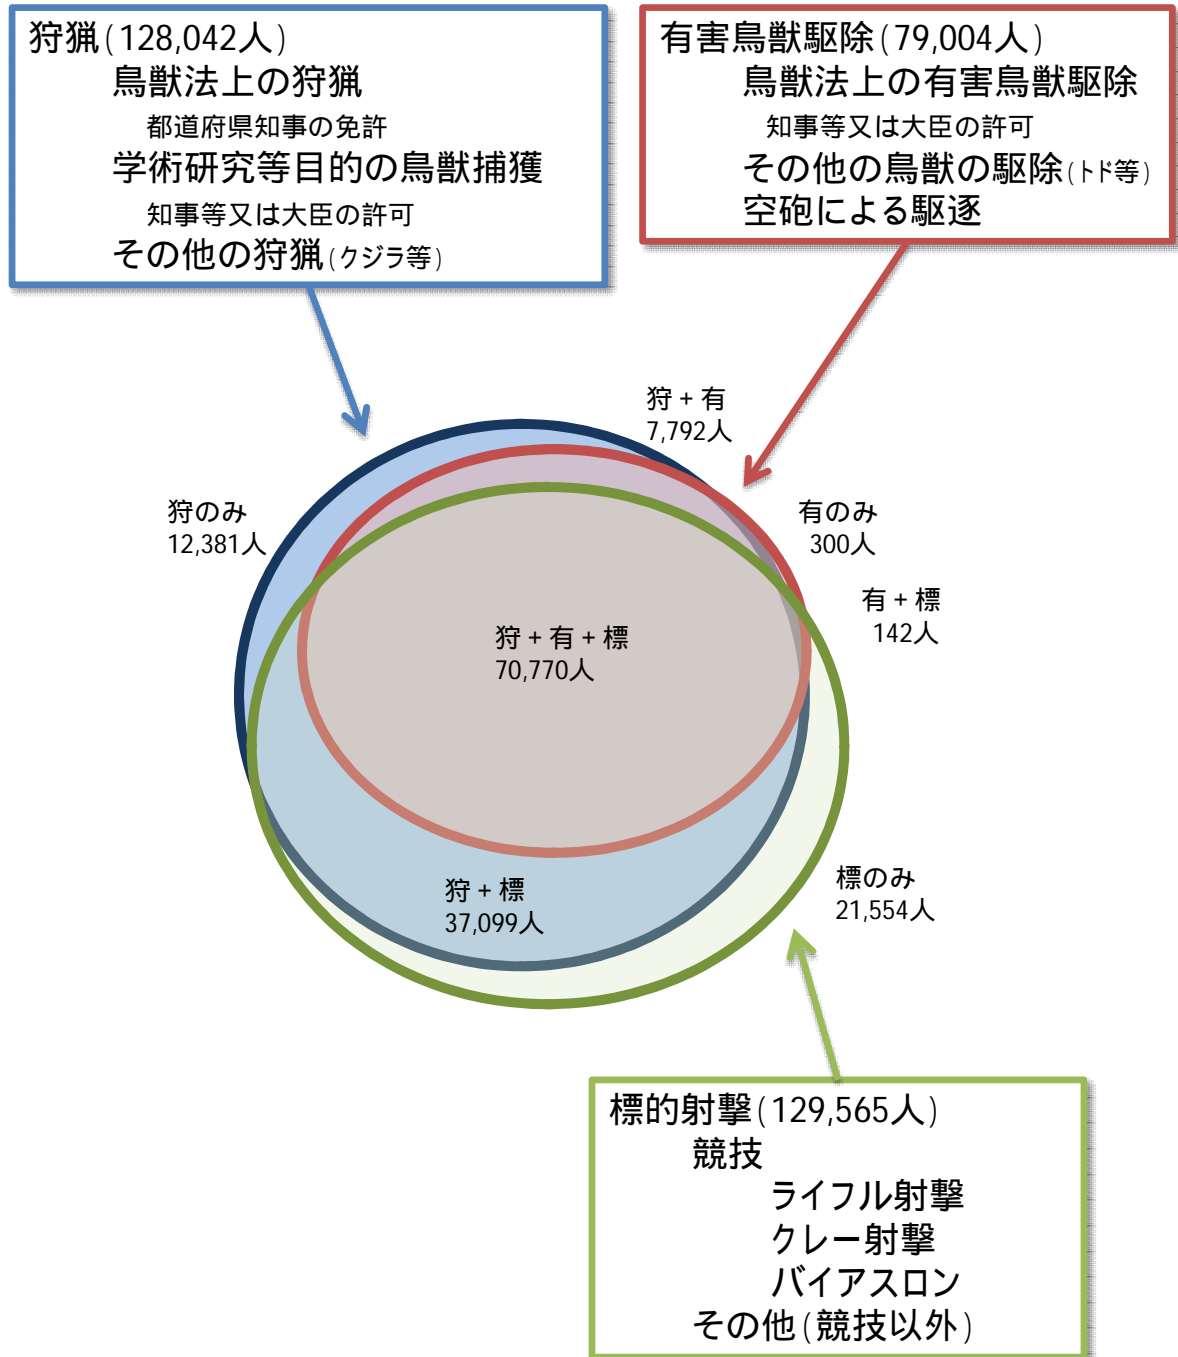 狩猟(128,042人)
鳥獣法上の狩猟
都道府県知事の免許
学術研究等目的の鳥獣捕獲
知事等又は大臣の許可
その他の狩猟(クジラ等)
有害鳥獣駆除(79,004人)
鳥獣法上の有害鳥獣駆除
知事等又は大臣の許可
その他の鳥獣の駆除(トド等)
空砲による駆逐
狩+有
7,792人
狩のみ
12,381人
有のみ
300人
有+標
142人
狩+有+標
70,770人
狩+標
37,099人
標のみ
21,554人
標的射撃(129,565人)
競技
ライフル射撃
クレー射撃
バイアスロン
その他(競技以外)